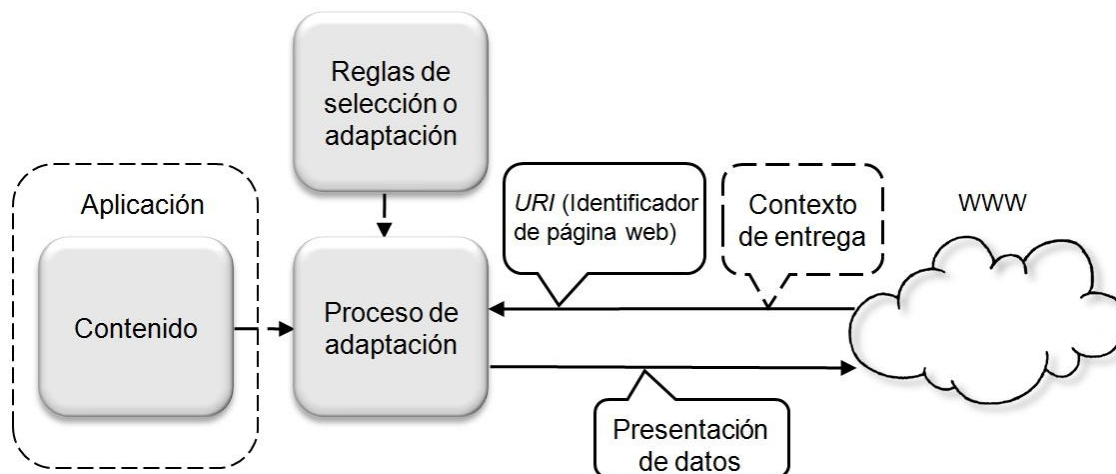 Reglas de
selección o
adaptación
Aplicación
Contenido
Proceso de
adaptación
URI (Identificador
de página web)
Contexto
de entrega
WWW
Presentación
de datos